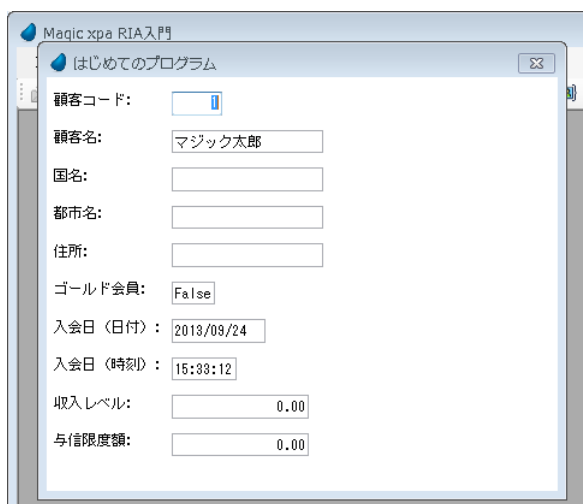 Magic xpa RIA入門
はじめてのプログラム
顧客コード: 1
顧客名: マジック太郎
国名:
都市名:
住所:
ゴールド会員: False
入会日（日付）: 2013/09/24
入会日（時刻）: 15:33:12
収入レベル: 0.00
与信限度額: 0.00